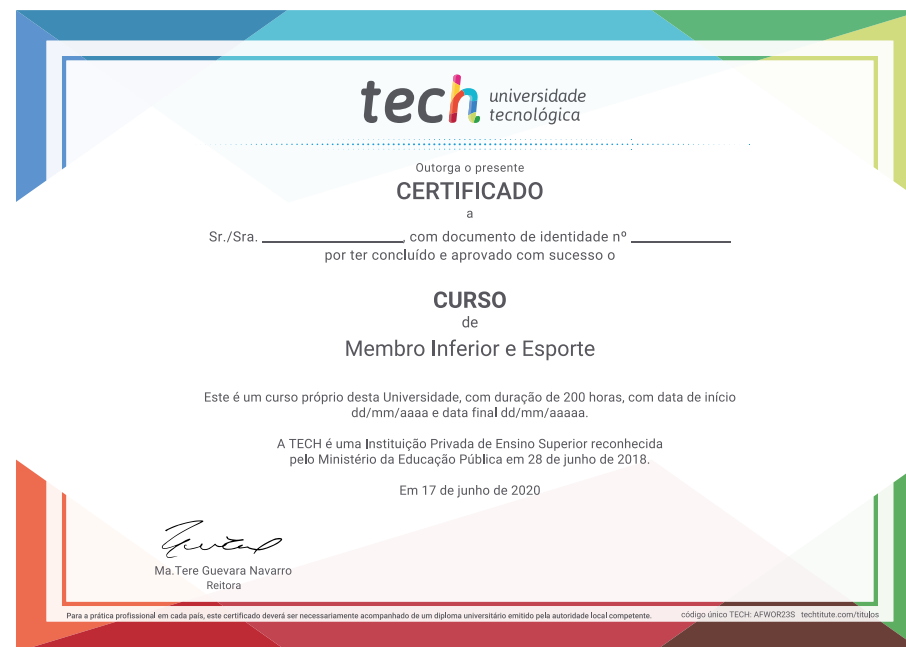 tech universidade
tecnológica
Outorga o presente
CERTIFICADO
a
Sr./Sra. ____________________, com documento de identidade nº ______________
por ter concluído e aprovado com sucesso o
CURSO
de
Membro Inferior e Esporte
Este é um curso próprio desta Universidade, com duração de 200 horas, com data de início
dd/mm/aaaa e data final dd/mm/aaaaa.
A TECH é uma Instituição Privada de Ensino Superior reconhecida
pelo Ministério da Educação Pública em 28 de junho de 2018.
Em 17 de junho de 2020
Ma.Tere Guevara Navarro
Reitora
Para a prática profissional em cada país, este certificado deverá ser necessariamente acompanhado de um diploma universitário emitido pela autoridade local competente.
código único TECH: AFWOR23S techtitute.com/titulos